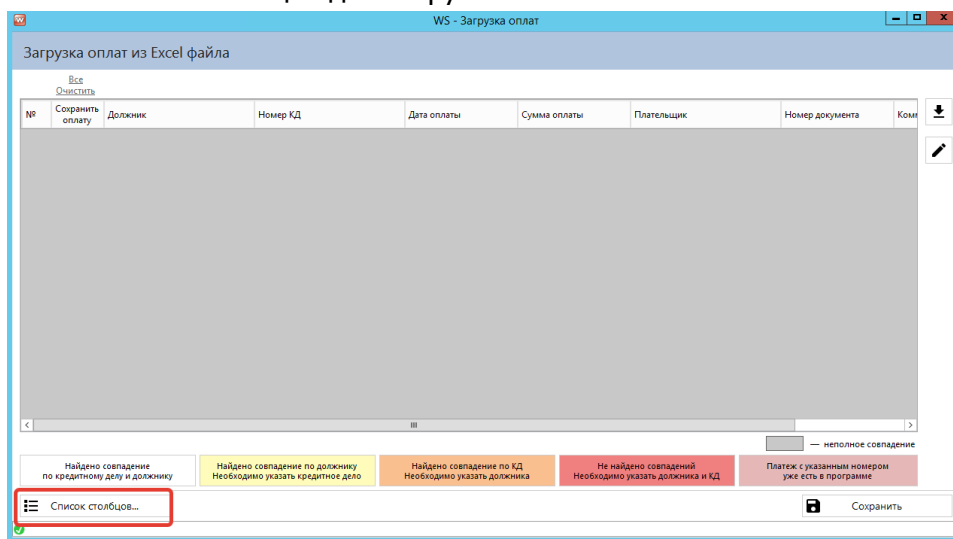 WS - Загрузка оплат
Загрузка оплат из Excel файла
Все
Очистить
№
Сохранить
оплату
Должник
Номер КД
Дата оплаты
Сумма оплаты
Плательщик
Номер документа
— неполное совпадение
Найдено совпадение
по кредитному делу и должнику
Найдено совпадение по должнику
Необходимо указать кредитное дело
Найдено совпадение по КД
Необходимо указать должника
Не найдено совпадений
Необходимо указать должника и КД
Платеж с указанным номером
уже есть в программе
Список столбцов...
Сохранить